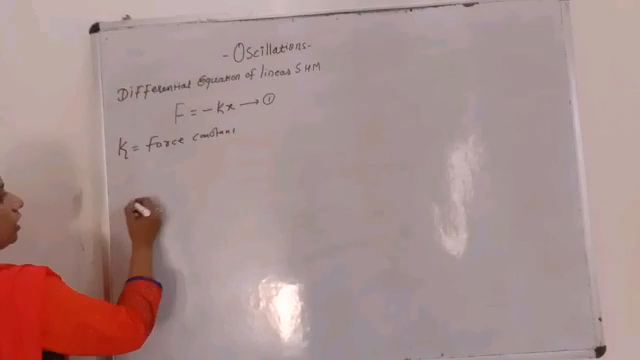 - Oscillations -
Differential Equation of linear SHM
F = -Kx → ①
K = force constant